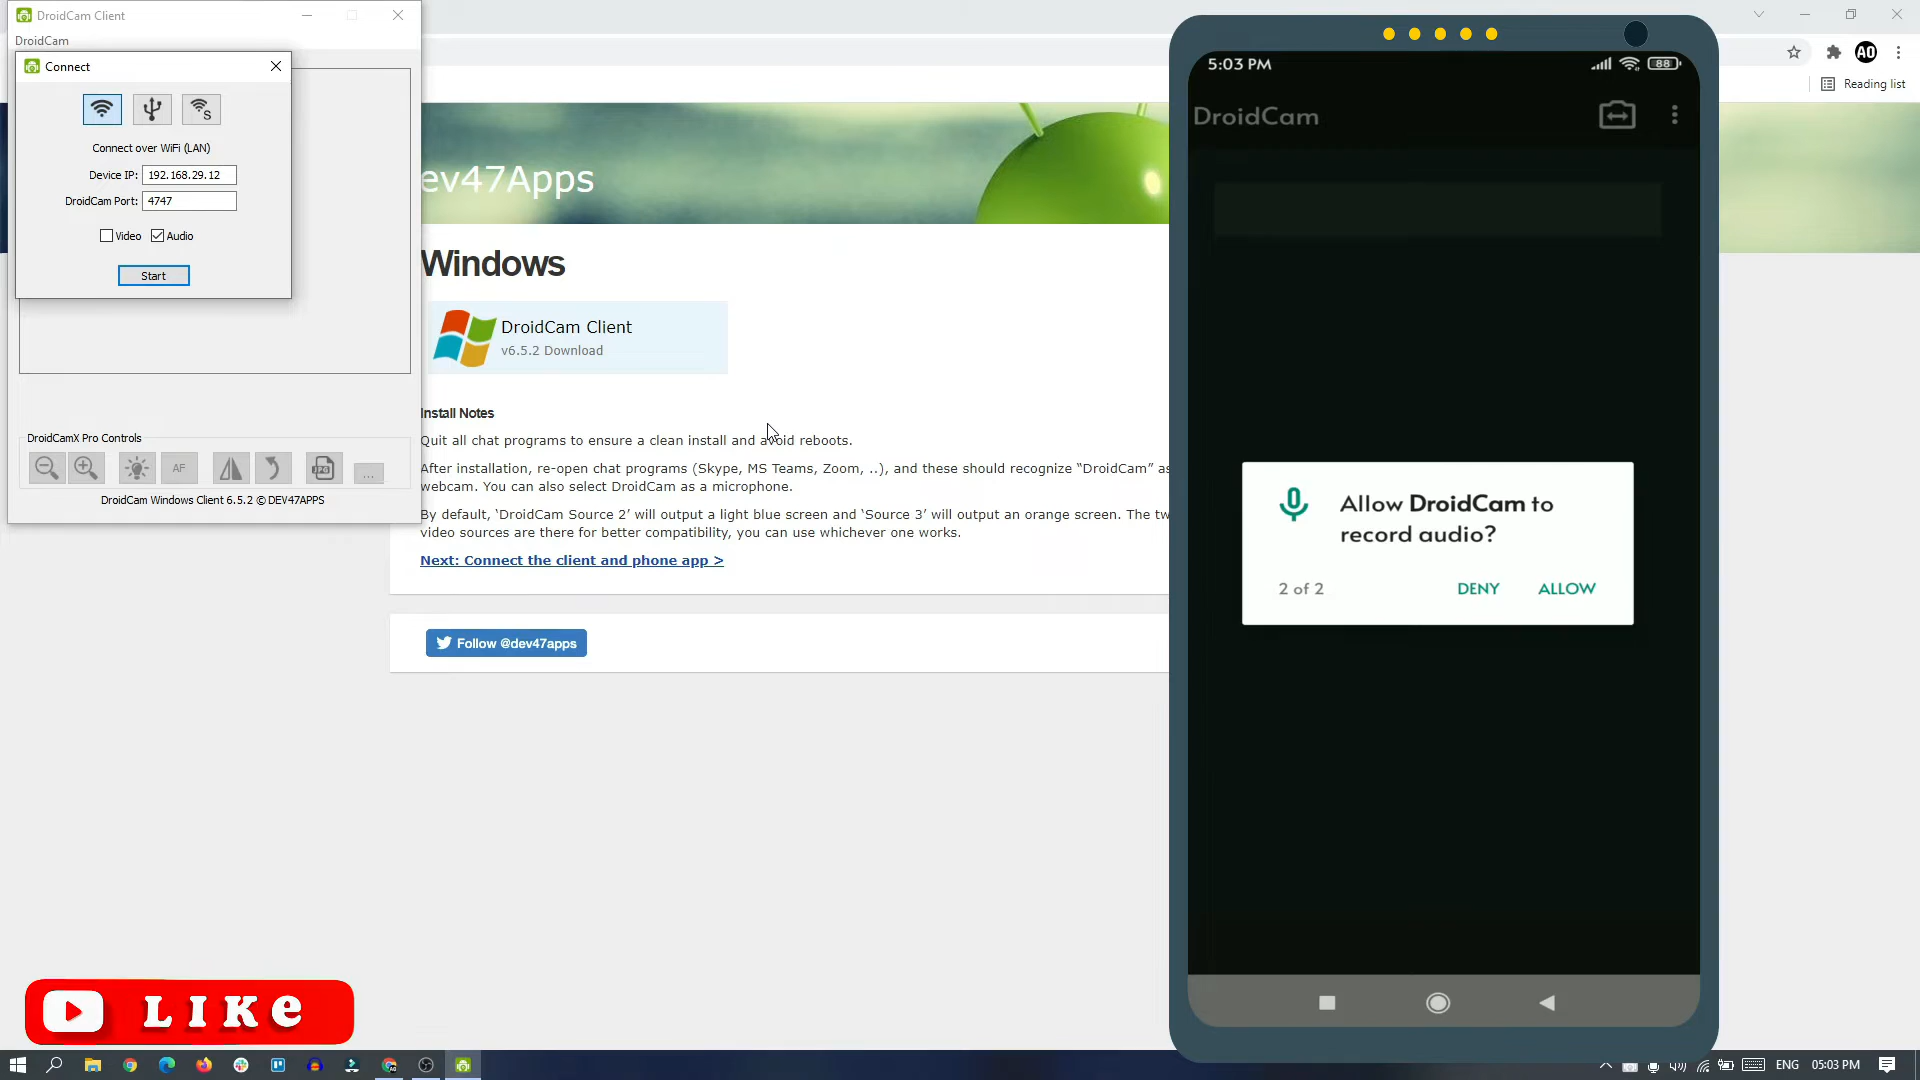 DroidCam Client
DroidCam
Connect
S
Connect over WiFi (LAN)
Device IP: 192.168.29.12
DroidCam Port: 4747
Video Audio
Start
DroidCamX Pro Controls
AF
JPG
...
DroidCam Windows Client 6.5.2 © DEV47APPS
AO
Reading list
ev47Apps
Windows
DroidCam Client
v6.5.2 Download
Install Notes
Quit all chat programs to ensure a clean install and avoid reboots.
After installation, re-open chat programs (Skype, MS Teams, Zoom, ..), and these should recognize “DroidCam” as
webcam. You can also select DroidCam as a microphone.
By default, ‘DroidCam Source 2’ will output a light blue screen and ‘Source 3’ will output an orange screen. The tw
video sources are there for better compatibility, you can use whichever one works.
Next: Connect the client and phone app >
Follow @dev47apps
5:03 PM
88
DroidCam
Allow DroidCam to
record audio?
2 of 2 DENY ALLOW
LIKe
ENG 05:03 PM